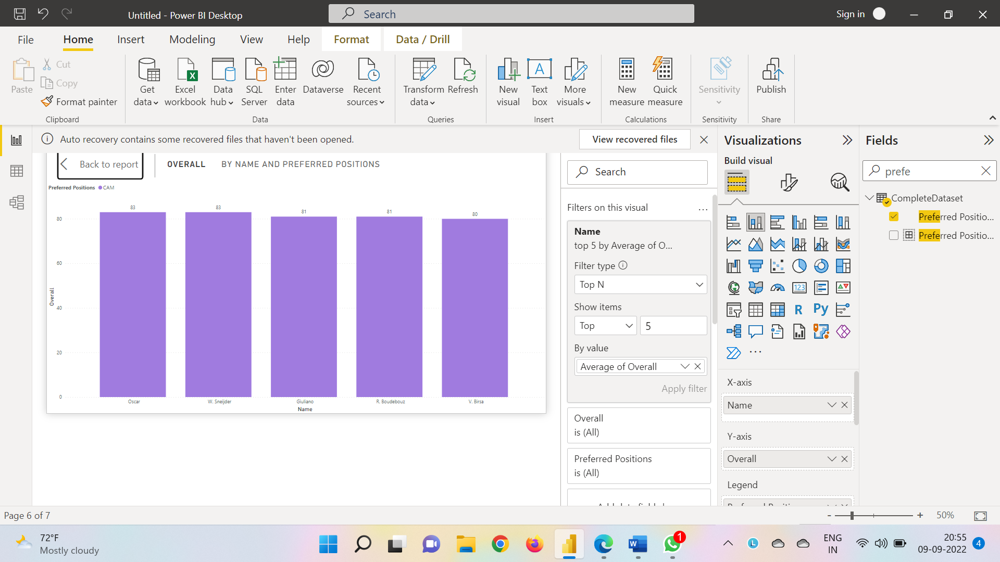 Untitled - Power BI Desktop
Search
Sign in
File
Home
Insert
Modeling
View
Help
Format
Data / Drill
Paste
Cut
Copy
Format painter
Clipboard
Get data
Excel workbook
Data hub
SQL Server
Enter data
Dataverse
Recent sources
Data
Transform data
Refresh
Queries
New visual
Text box
More visuals
Insert
New measure
Quick measure
Calculations
Sensitivity
Sensitivity
Publish
Share
Auto recovery contains some recovered files that haven't been opened.
View recovered files
Back to report
OVERALL
BY NAME AND PREFERRED POSITIONS
Preferred Positions
CAM
83
83
81
81
80
80
60
40
20
0
Overall
Oscar
W. Sneijder
Giuliano
R. Boudebouz
V. Birsa
Name
Search
Filters on this visual
...
Name
top 5 by Average of O...
Filter type
Top N
Show items
Top
5
By value
Average of Overall
Apply filter
Overall
is (All)
Preferred Positions
is (All)
Visualizations
Build visual
123
R
Py
...
X-axis
Name
Y-axis
Overall
Legend
Fields
prefe
CompleteDataset
Preferred Positio...
Preferred Positio...
Page 6 of 7
-
+
50%
72°F
Mostly cloudy
W
1
L
ENG
IN
20:55
09-09-2022
4